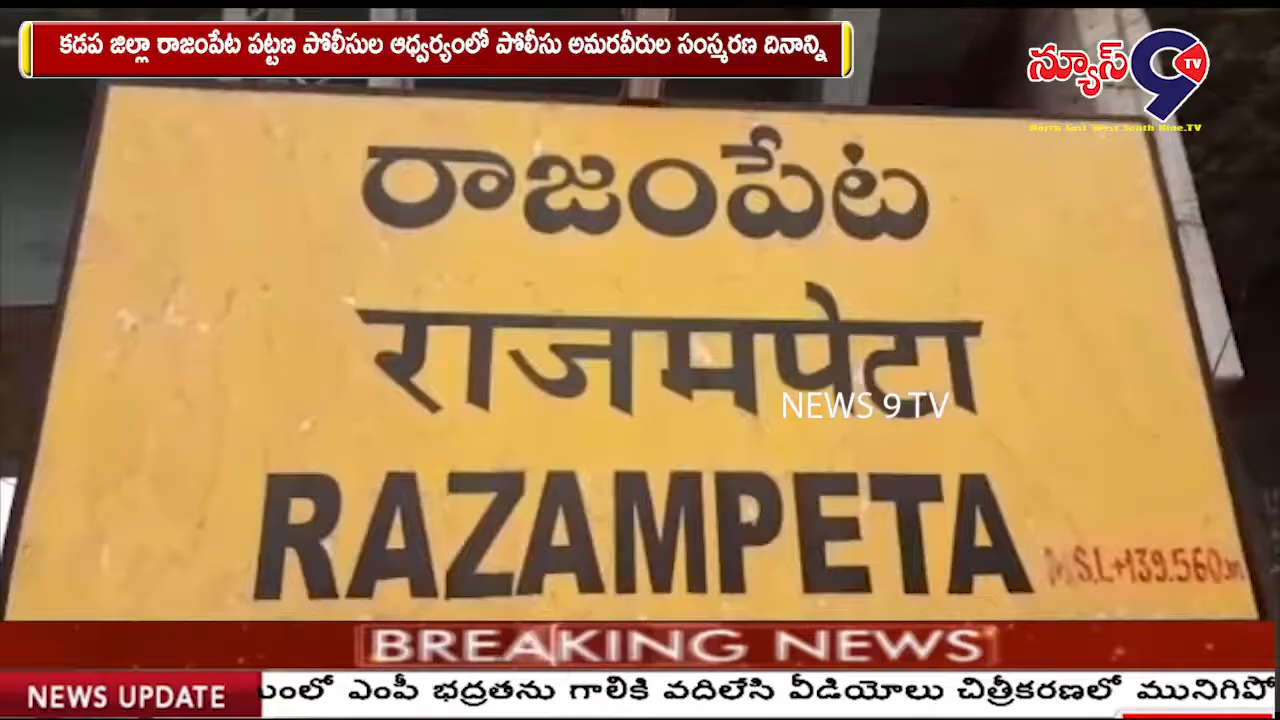 కడప జిల్లా రాజంపేట పట్టణ పోలీసుల ఆధ్వర్యంలో పోలీసు అమరవీరుల సంస్మరణ దినాన్ని
న్యూస్ 9 TV
North East West South Nine.TV
రాజంపేట
राजमपेटा
NEWS 9 TV
RAZAMPETA
M.S.L+139.560m
BREAKING NEWS
NEWS UPDATE
ఎంపీ భద్రతను గాలికి వదిలేసి వీడియోలు చిత్రీకరణలో